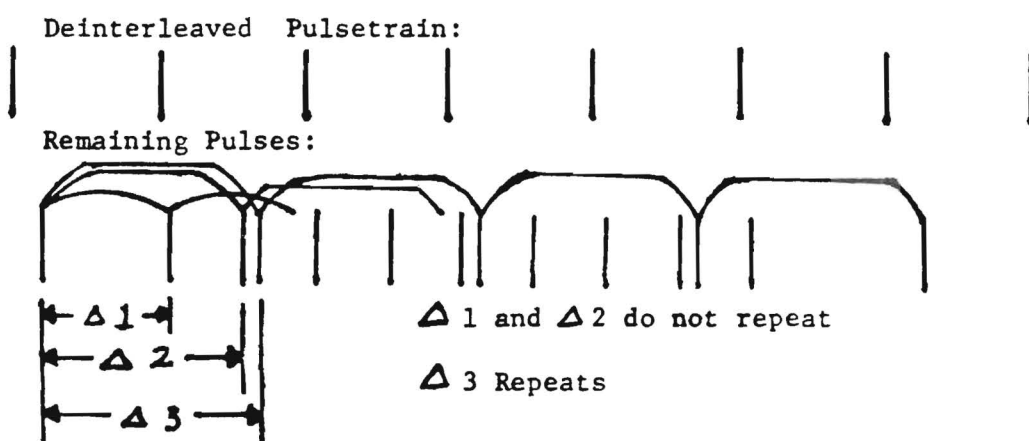 Deinterleaved Pulsetrain:
Remaining Pulses:
Δ 1
Δ 2
Δ 3
Δ 1 and Δ 2 do not repeat
Δ 3 Repeats